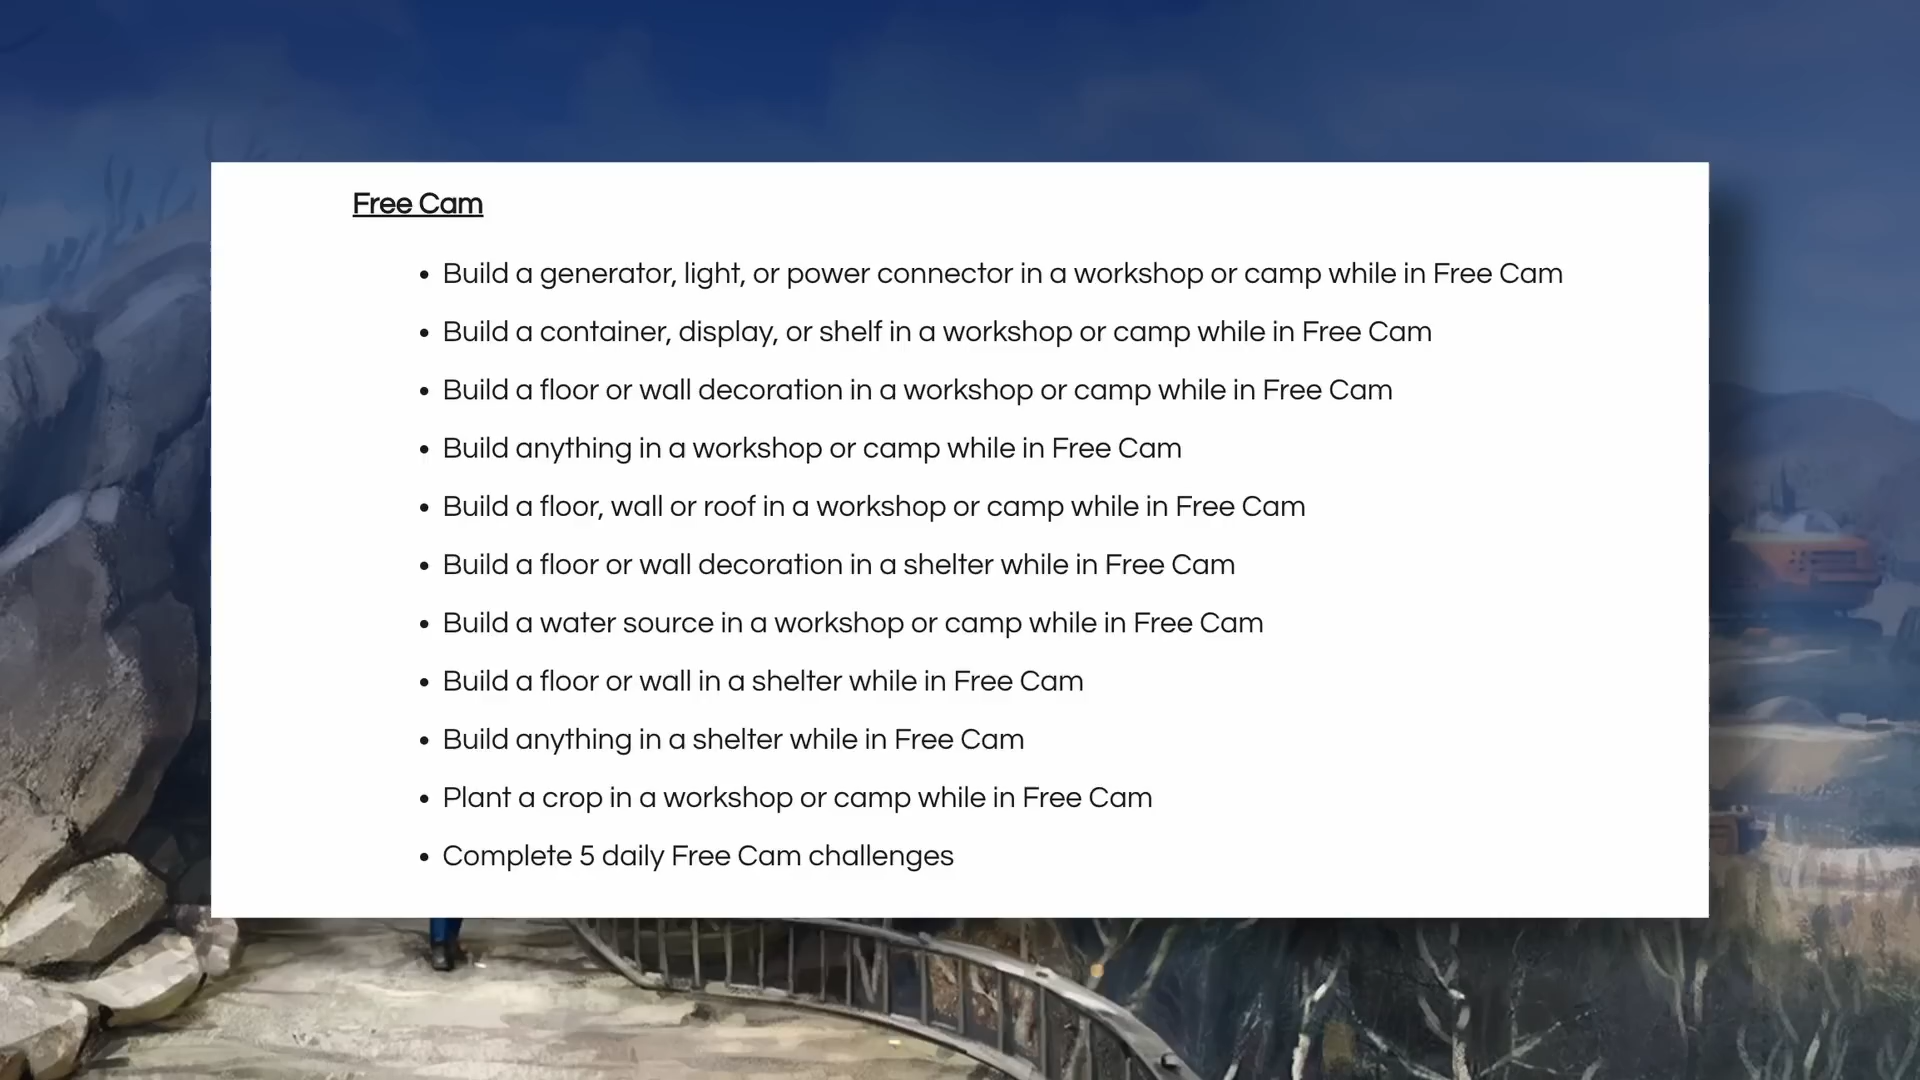 Free Cam
• Build a generator, light, or power connector in a workshop or camp while in Free Cam
• Build a container, display, or shelf in a workshop or camp while in Free Cam
• Build a floor or wall decoration in a workshop or camp while in Free Cam
• Build anything in a workshop or camp while in Free Cam
• Build a floor, wall or roof in a workshop or camp while in Free Cam
• Build a floor or wall decoration in a shelter while in Free Cam
• Build a water source in a workshop or camp while in Free Cam
• Build a floor or wall in a shelter while in Free Cam
• Build anything in a shelter while in Free Cam
• Plant a crop in a workshop or camp while in Free Cam
• Complete 5 daily Free Cam challenges